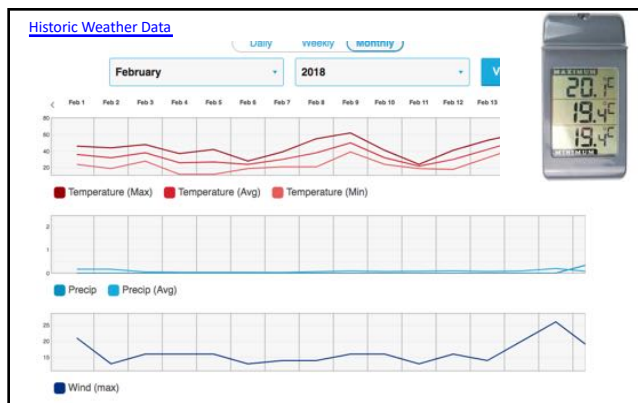 Historic Weather Data
Daily Weekly Monthly
February 2018 V
Feb 1 Feb 2 Feb 3 Feb 4 Feb 5 Feb 6 Feb 7 Feb 8 Feb 9 Feb 10 Feb 11 Feb 12 Feb 13
80
60
40
20
Temperature (Max) Temperature (Avg) Temperature (Min)
2
1
0
Precip Precip (Avg)
25
20
15
Wind (max)
MAXIMUM
20.1°C
19.4°C
19.4°C
MINIMUM